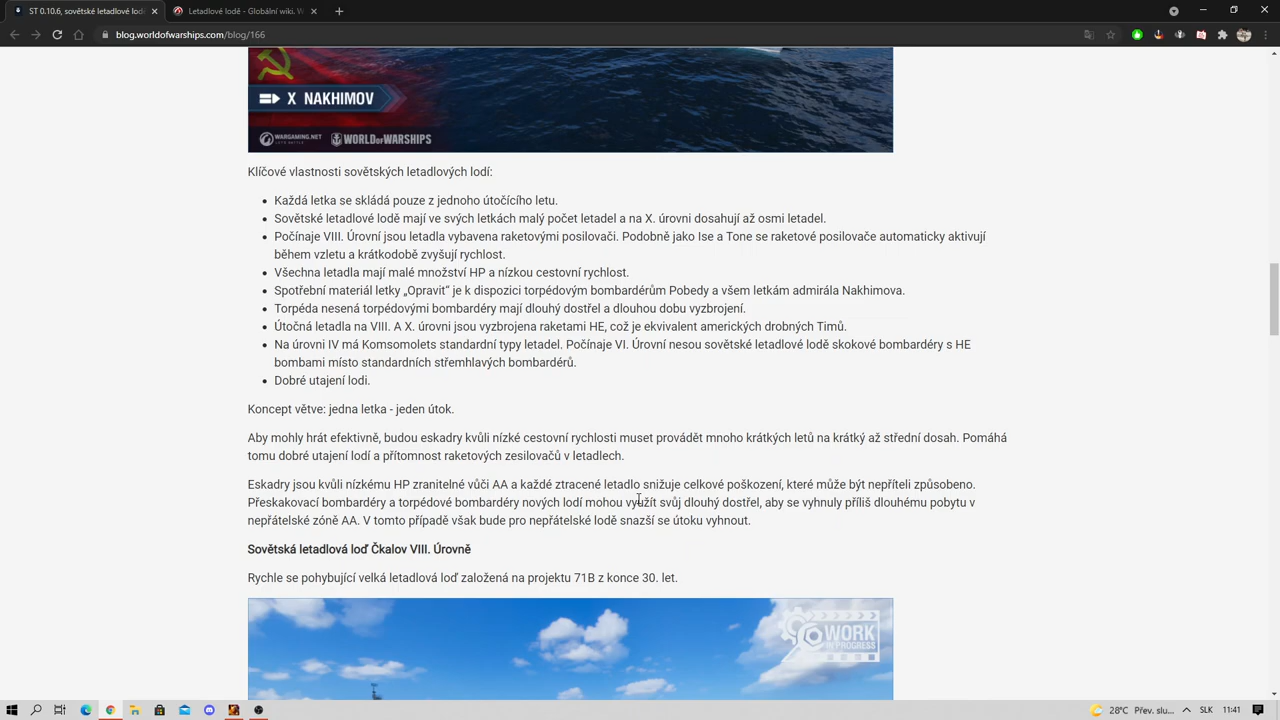 ST 0.10.6, sovětské letadlové lodi
Letadlové lodě - Globální wiki. W
blog.worldofwarships.com/blog/166
X NAKHIMOV
WARGAMING.NET
LET'S BATTLE
WORLD OF WARSHIPS
Klíčové vlastnosti sovětských letadlových lodí:
Každá letka se skládá pouze z jednoho útočícího letu.
Sovětské letadlové lodě mají ve svých letkách malý počet letadel a na X. úrovni dosahují až osmi letadel.
Počínaje VIII. Úrovní jsou letadla vybavena raketovými posilovači. Podobně jako Ise a Tone se raketové posilovače automaticky aktivují
během vzletu a krátkodobě zvyšují rychlost.
Všechna letadla mají malé množství HP a nízkou cestovní rychlost.
Spotřební materiál letky „Opravit“ je k dispozici torpédovým bombardérům Pobedy a všem letkám admirála Nakhimova.
Torpéda nesená torpédovými bombardéry mají dlouhý dostřel a dlouhou dobu vyzbrojení.
Útočná letadla na VIII. A X. úrovni jsou vyzbrojena raketami HE, což je ekvivalent amerických drobných Timů.
Na úrovni IV má Komsomolets standardní typy letadel. Počínaje VI. Úrovní nesou sovětské letadlové lodě skokové bombardéry s HE
bombami místo standardních střemhlavých bombardérů.
Dobré utajení lodi.
Koncept větve: jedna letka - jeden útok.
Aby mohly hrát efektivně, budou eskadry kvůli nízké cestovní rychlosti muset provádět mnoho krátkých letů na krátký až střední dosah. Pomáhá
tomu dobré utajení lodí a přítomnost raketových zesilovačů v letadlech.
Eskadry jsou kvůli nízkému HP zranitelné vůči AA a každé ztracené letadlo snižuje celkové poškození, které může být nepříteli způsobeno.
Přeskakovací bombardéry a torpédové bombardéry nových lodí mohou využít svůj dlouhý dostřel, aby se vyhnuly příliš dlouhému pobytu v
nepřátelské zóně AA. V tomto případě však bude pro nepřátelské lodě snazší se útoku vyhnout.
Sovětská letadlová loď Čkalov VIII. Úrovně
Rychle se pohybující velká letadlová loď založená na projektu 71B z konce 30. let.
WORK
IN PROGRESS
28°C Přev. slu...
SLK
11:41